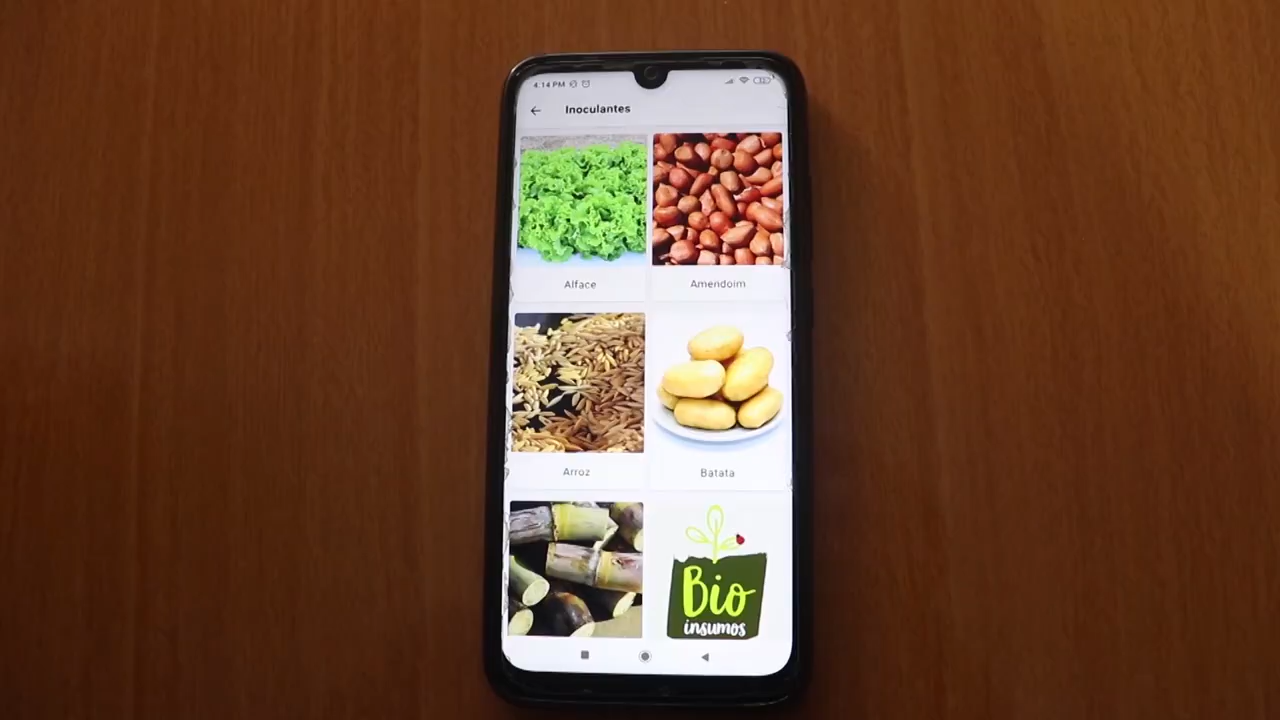 4:14 PM
Inoculantes
Alface
Amendoim
Arroz
Batata
Bio
insumos